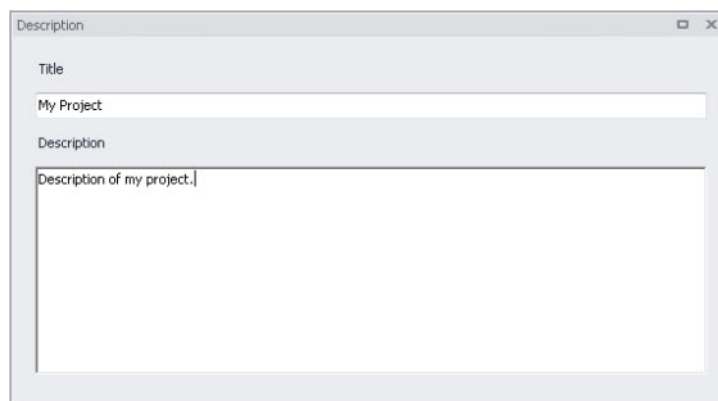 Description
Title
My Project
Description
Description of my project.